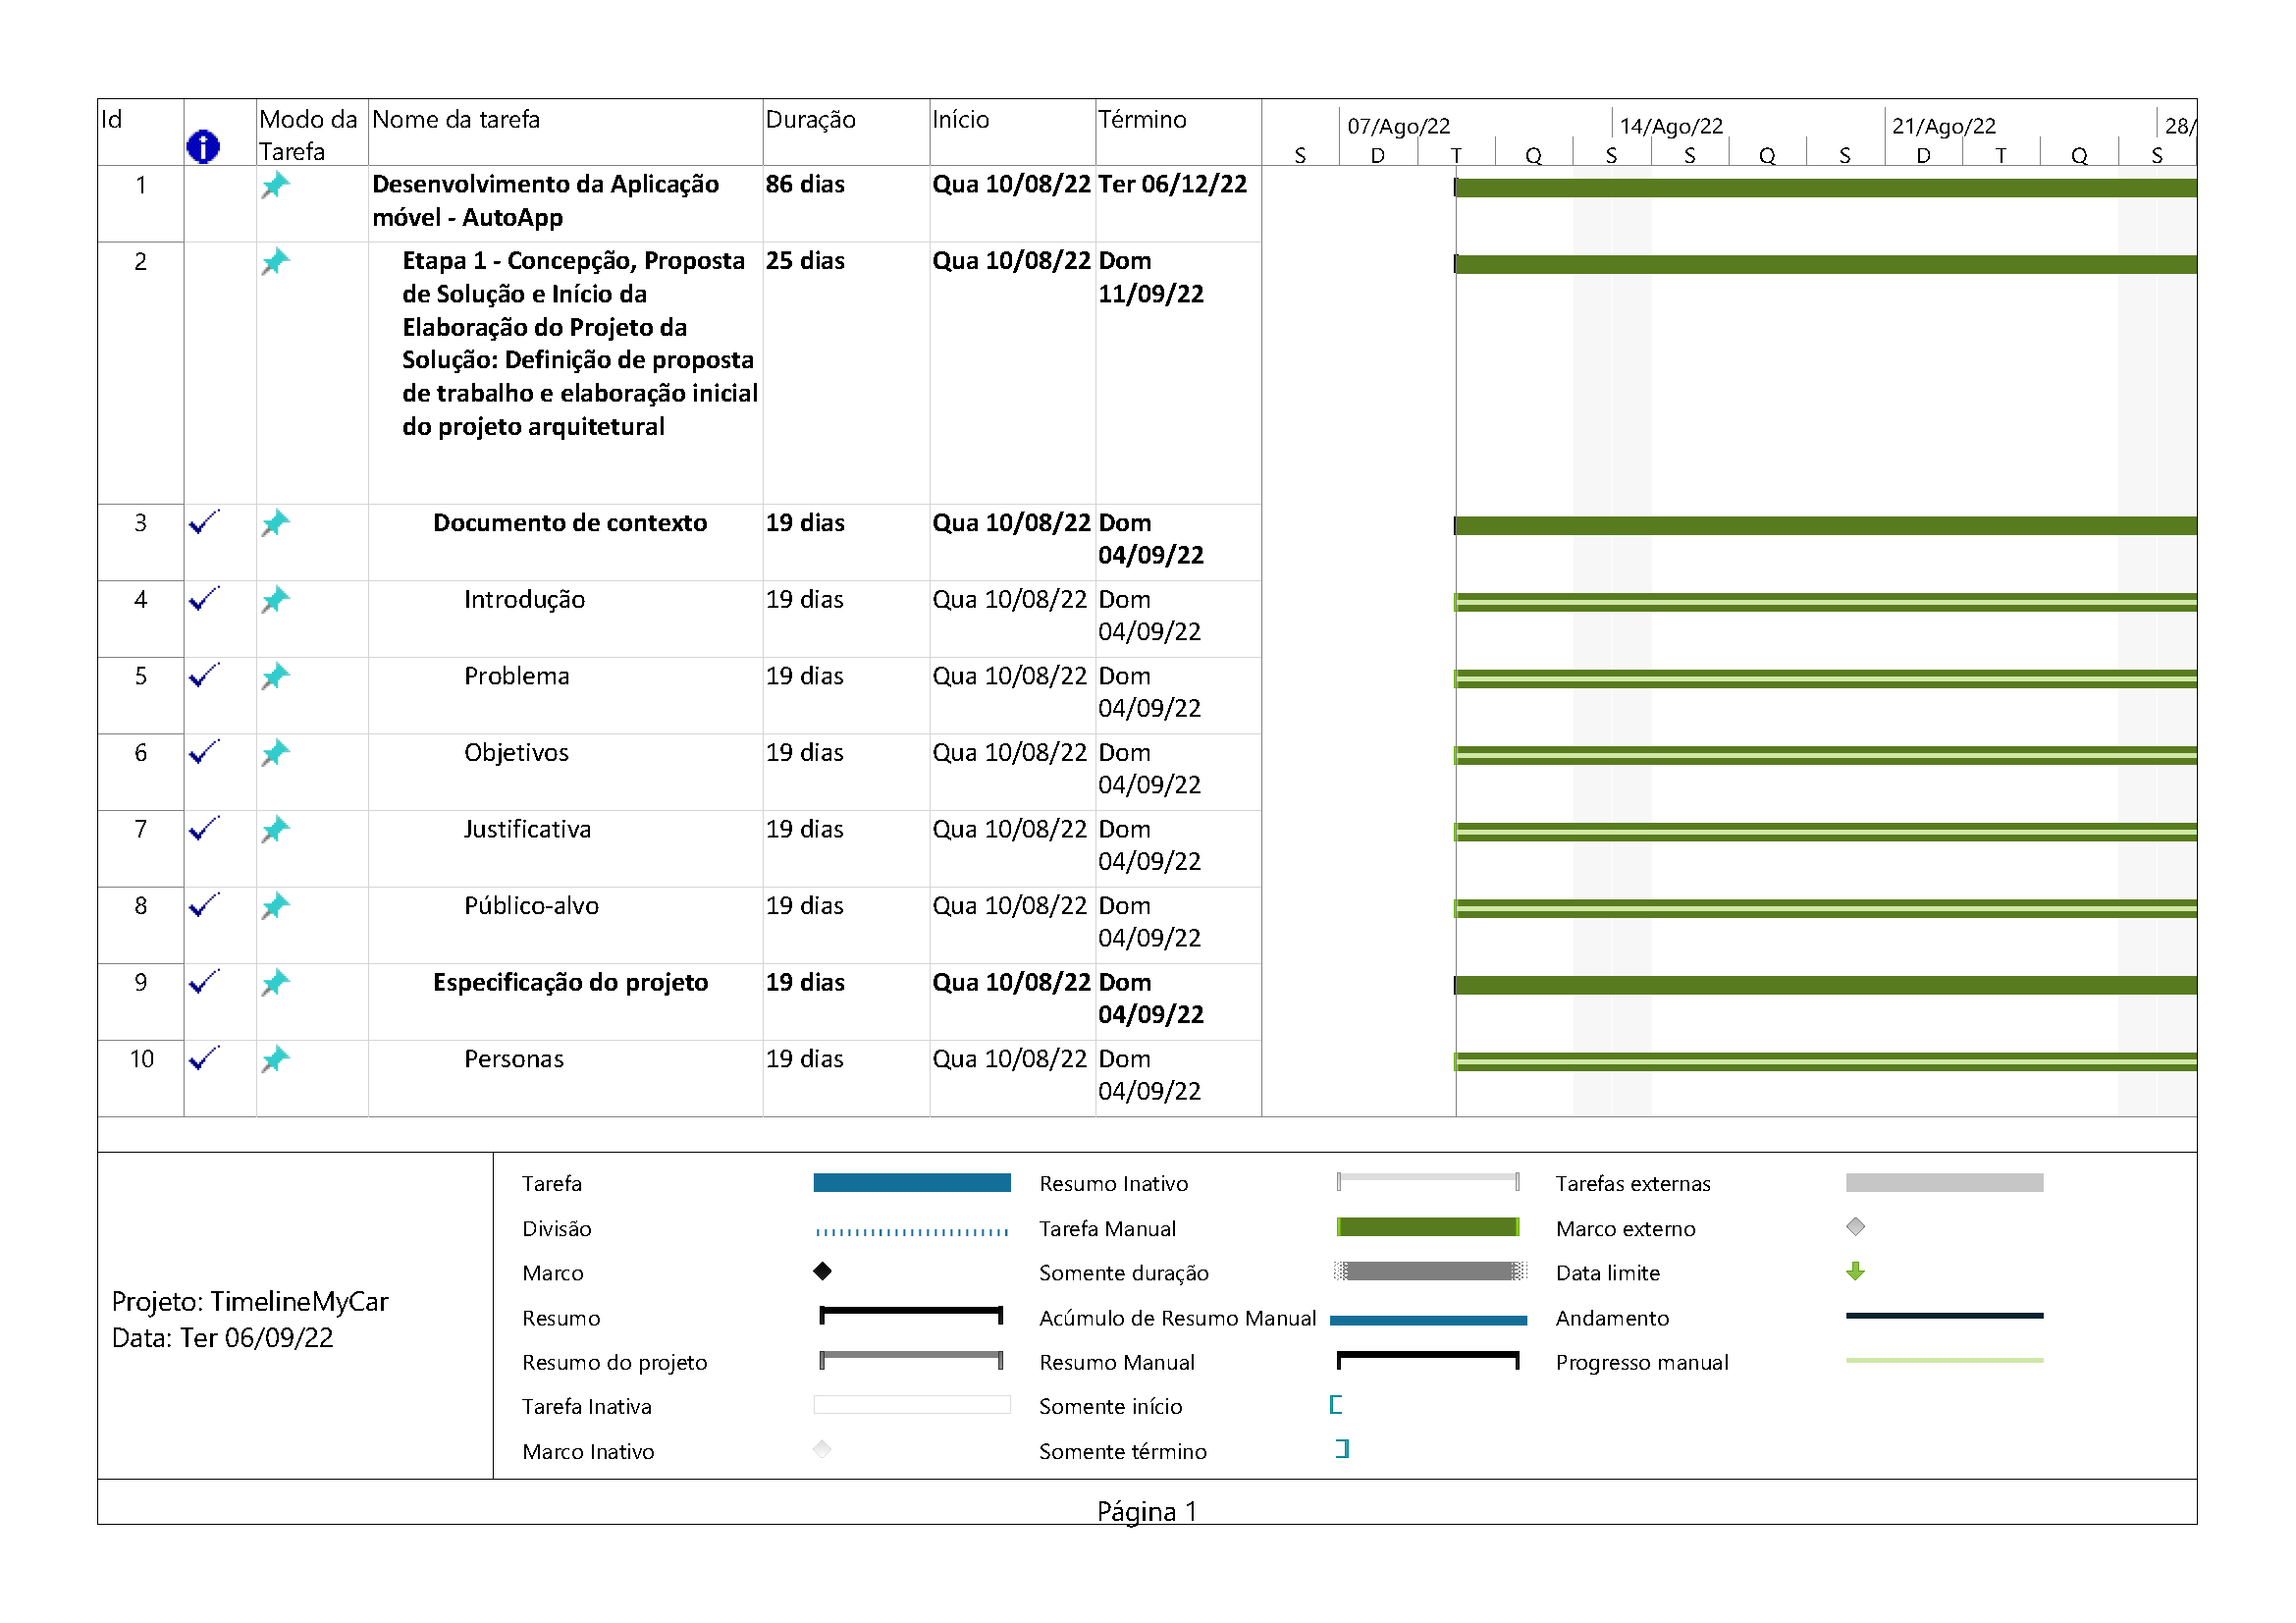 Id
Modo da
Tarefa
Nome da tarefa
Duração
Início
Término
07/Ago/22 14/Ago/22 21/Ago/22 28/
S D T Q S S Q S D T Q S
1 Desenvolvimento da Aplicação 86 dias Qua 10/08/22 Ter 06/12/22
móvel - AutoApp
2 Etapa 1 - Concepção, Proposta 25 dias Qua 10/08/22 Dom
de Solução e Início da 11/09/22
Elaboração do Projeto da
Solução: Definição de proposta
de trabalho e elaboração inicial
do projeto arquitetural
3 Documento de contexto 19 dias Qua 10/08/22 Dom
04/09/22
4 Introdução 19 dias Qua 10/08/22 Dom
04/09/22
5 Problema 19 dias Qua 10/08/22 Dom
04/09/22
6 Objetivos 19 dias Qua 10/08/22 Dom
04/09/22
7 Justificativa 19 dias Qua 10/08/22 Dom
04/09/22
8 Público-alvo 19 dias Qua 10/08/22 Dom
04/09/22
9 Especificação do projeto 19 dias Qua 10/08/22 Dom
04/09/22
10 Personas 19 dias Qua 10/08/22 Dom
04/09/22
Projeto: TimelineMyCar
Data: Ter 06/09/22
Tarefa
Divisão
Marco
Resumo
Resumo do projeto
Tarefa Inativa
Marco Inativo
Resumo Inativo
Tarefa Manual
Somente duração
Acúmulo de Resumo Manual
Resumo Manual
Somente início
Somente término
Tarefas externas
Marco externo
Data limite
Andamento
Progresso manual
Página 1